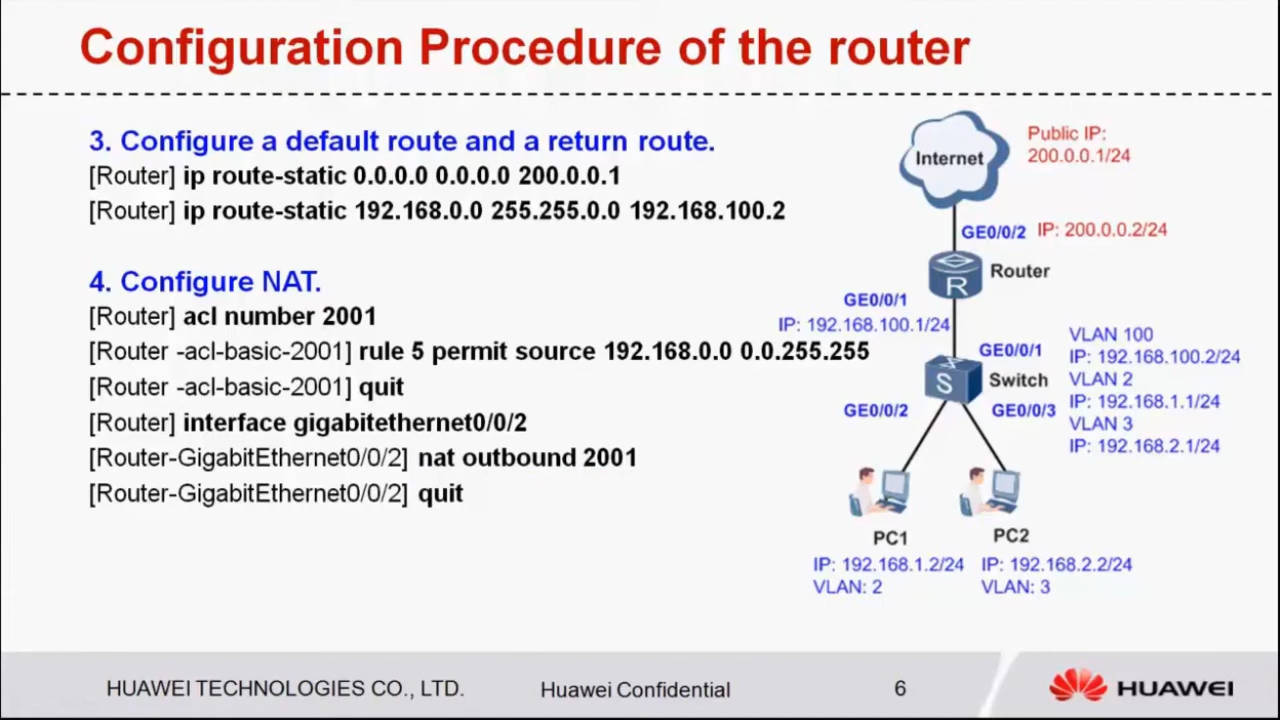 Configuration Procedure of the router
3. Configure a default route and a return route.
[Router] ip route-static 0.0.0.0 0.0.0.0 200.0.0.1
[Router] ip route-static 192.168.0.0 255.255.0.0 192.168.100.2
4. Configure NAT.
[Router] acl number 2001
[Router -acl-basic-2001] rule 5 permit source 192.168.0.0 0.0.255.255
[Router -acl-basic-2001] quit
[Router] interface gigabitethernet0/0/2
[Router-GigabitEthernet0/0/2] nat outbound 2001
[Router-GigabitEthernet0/0/2] quit
Internet
Public IP:
200.0.0.1/24
GE0/0/2 IP: 200.0.0.2/24
R
Router
GE0/0/1
IP: 192.168.100.1/24
GE0/0/1
S
Switch
VLAN 100
IP: 192.168.100.2/24
VLAN 2
IP: 192.168.1.1/24
VLAN 3
IP: 192.168.2.1/24
GE0/0/2
GE0/0/3
PC1
IP: 192.168.1.2/24
VLAN: 2
PC2
IP: 192.168.2.2/24
VLAN: 3
HUAWEI TECHNOLOGIES CO., LTD.
Huawei Confidential
6
HUAWEI